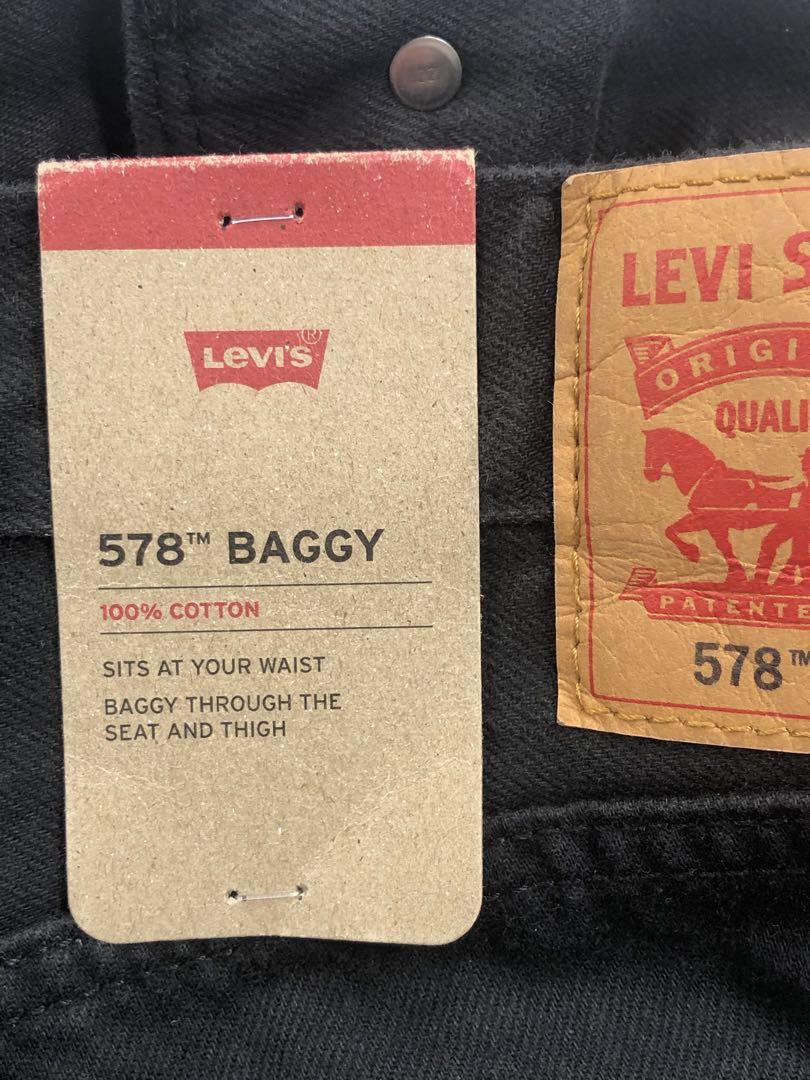 LEVI'S®
578™ BAGGY
100% COTTON
SITS AT YOUR WAIST
BAGGY THROUGH THE
SEAT AND THIGH
LEVI S
ORIGI
QUALI
PATENTE
578™